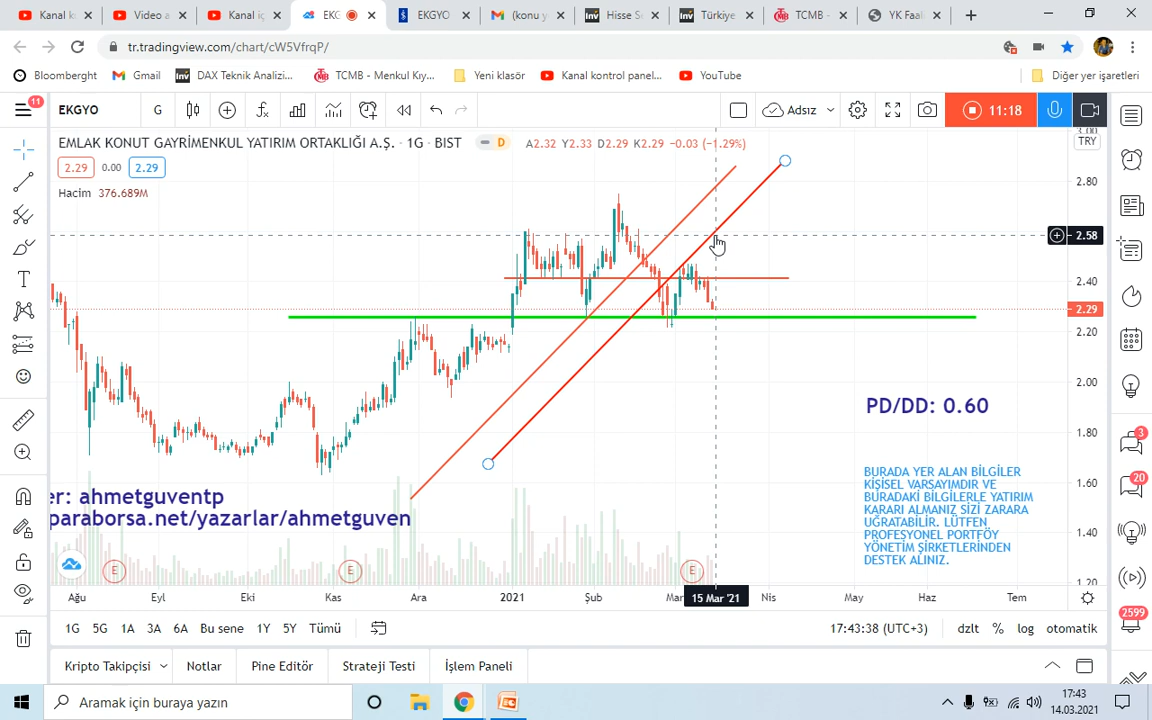 Kanal k
Video a
Kanal iç
EKG
EKGYO
(konu y
Hisse S
Türkiye
TCMB -
YK Faal
tr.tradingview.com/chart/cW5VfrqP/
Bloomberght
Gmail
DAX Teknik Analizi...
TCMB - Menkul Kıy...
Yeni klasör
Kanal kontrol panel...
YouTube
Diğer yer işaretleri
11
EKGYO
G
Adsız
11:18
EMLAK KONUT GAYRİMENKUL YATIRIM ORTAKLIĞI A.Ş. · 1G · BIST
D
A2.32 Y2.33 D2.29 K2.29 −0.03 (−1.29%)
2.29 0.00 2.29
Hacim 376.689M
3.00
TRY
2.80
2.58
2.40
2.29
2.20
2.00
1.80
1.60
1.40
1.20
PD/DD: 0.60
BURADA YER ALAN BİLGİLER
KİŞİSEL VARSAYIMDIR VE
BURADAKİ BİLGİLERLE YATIRIM
KARARI ALMANIZ SİZİ ZARARA
UĞRATABİLİR. LÜTFEN
PROFESYONEL PORTFÖY
YÖNETİM ŞİRKETLERİNDEN
DESTEK ALINIZ.
er: ahmetguventp
paraborsa.net/yazarlar/ahmetguven
E
E
E
Ağu
Eyl
Eki
Kas
Ara
2021
Şub
Mar
15 Mar '21
Nis
May
Haz
Tem
3
20
2599
1G 5G 1A 3A 6A Bu sene 1Y 5Y Tümü
17:43:38 (UTC+3)
dzlt % log otomatik
Kripto Takipçisi
Notlar
Pine Editörü
Strateji Testi
İşlem Paneli
Aramak için buraya yazın
17:43
14.03.2021